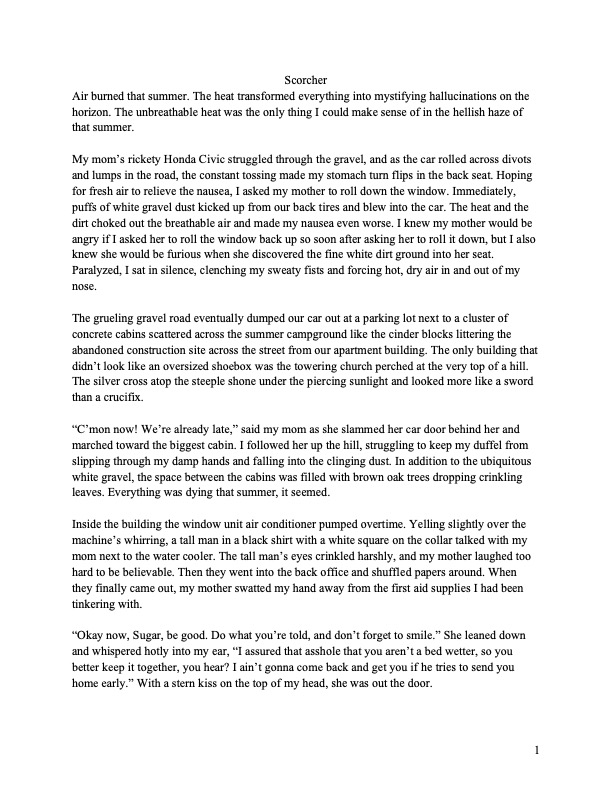 Scorcher
Air burned that summer. The heat transformed everything into mystifying hallucinations on the
horizon. The unbreathable heat was the only thing I could make sense of in the hellish haze of
that summer.
My mom’s rickety Honda Civic struggled through the gravel, and as the car rolled across divots
and lumps in the road, the constant tossing made my stomach turn flips in the back seat. Hoping
for fresh air to relieve the nausea, I asked my mother to roll down the window. Immediately,
puffs of white gravel dust kicked up from our back tires and blew into the car. The heat and the
dirt choked out the breathable air and made my nausea even worse. I knew my mother would be
angry if I asked her to roll the window back up so soon after asking her to roll it down, but I also
knew she would be furious when she discovered the fine white dirt ground into her seat.
Paralyzed, I sat in silence, clenching my sweaty fists and forcing hot, dry air in and out of my
nose.
The grueling gravel road eventually dumped our car out at a parking lot next to a cluster of
concrete cabins scattered across the summer campground like the cinder blocks littering the
abandoned construction site across the street from our apartment building. The only building that
didn’t look like an oversized shoebox was the towering church perched at the very top of a hill.
The silver cross atop the steeple shone under the piercing sunlight and looked more like a sword
than a crucifix.
“C’mon now! We’re already late,” said my mom as she slammed her car door behind her and
marched toward the biggest cabin. I followed her up the hill, struggling to keep my duffel from
slipping through my damp hands and falling into the clinging dust. In addition to the ubiquitous
white gravel, the space between the cabins was filled with brown oak trees dropping crinkling
leaves. Everything was dying that summer, it seemed.
Inside the building the window unit air conditioner pumped overtime. Yelling slightly over the
machine’s whirring, a tall man in a black shirt with a white square on the collar talked with my
mom next to the water cooler. The tall man’s eyes crinkled harshly, and my mother laughed too
hard to be believable. Then they went into the back office and shuffled papers around. When
they finally came out, my mother swatted my hand away from the first aid supplies I had been
tinkering with.
“Okay now, Sugar, be good. Do what you’re told, and don’t forget to smile.” She leaned down
and whispered hotly into my ear, “I assured that asshole that you aren’t a bed wetter, so you
better keep it together, you hear? I ain’t gonna come back and get you if he tries to send you
home early.” With a stern kiss on the top of my head, she was out the door.
1